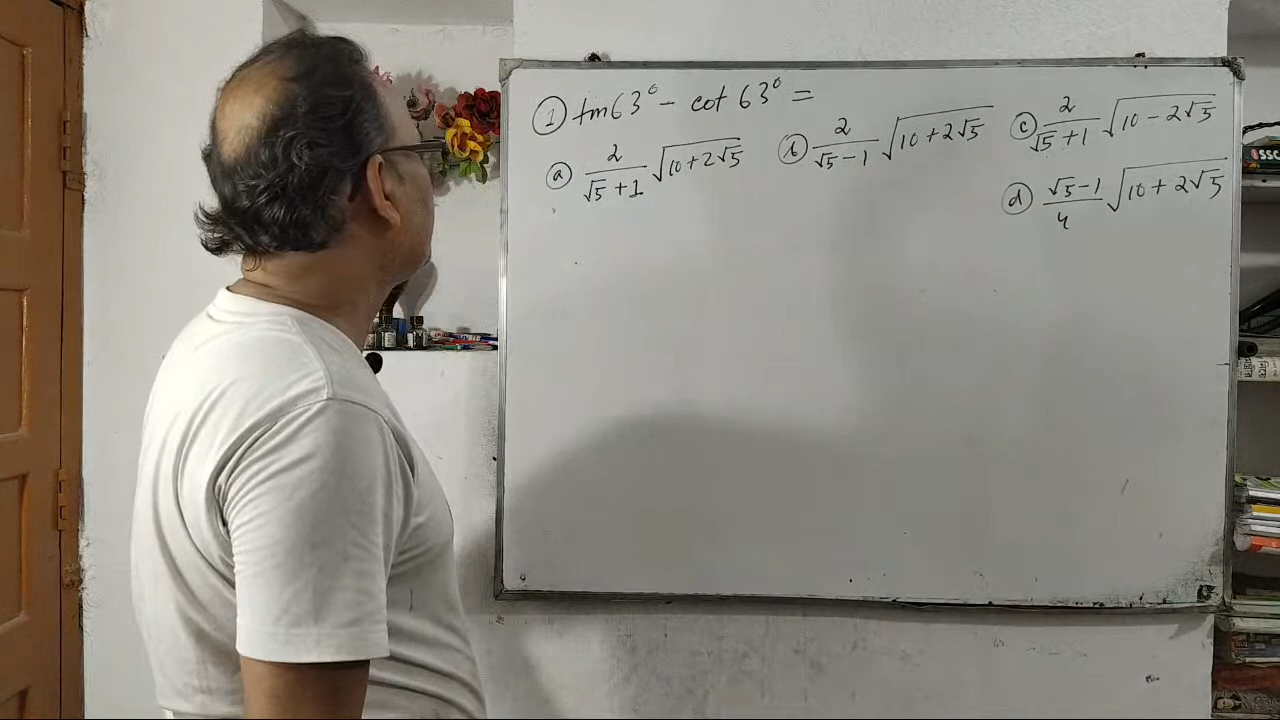 ① tan63° - cot 63° =
ⓐ 2/(√5 + 1) √(10 + 2√5) ⓑ 2/(√5 - 1) √(10 + 2√5) ⓒ 2/(√5 + 1) √(10 - 2√5)
ⓓ (√5 - 1)/4 √(10 + 2√5)
SSC